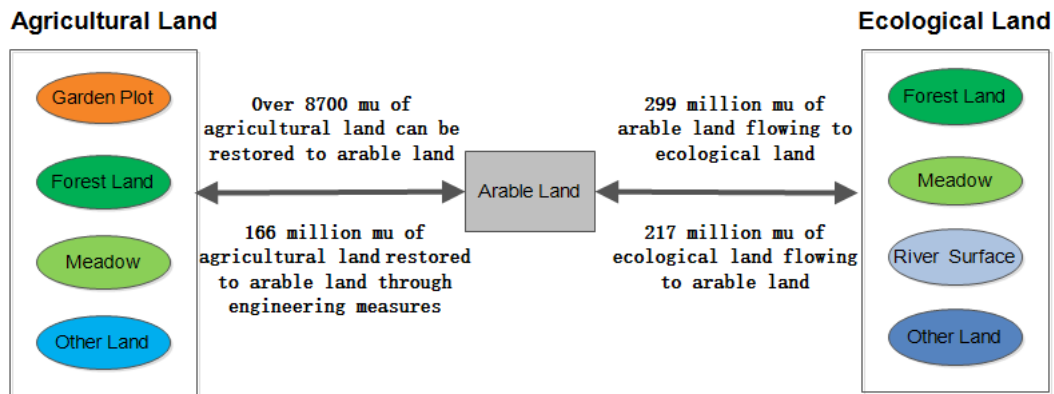 Agricultural Land
Ecological Land
Garden Plot
Forest Land
Meadow
Other Land
Over 8700 mu of
agricultural land can be
restored to arable land
166 million mu of
agricultural land restored
to arable land through
engineering measures
Arable Land
299 million mu of
arable land flowing to
ecological land
217 million mu of
ecological land flowing
to arable land
Forest Land
Meadow
River Surface
Other Land